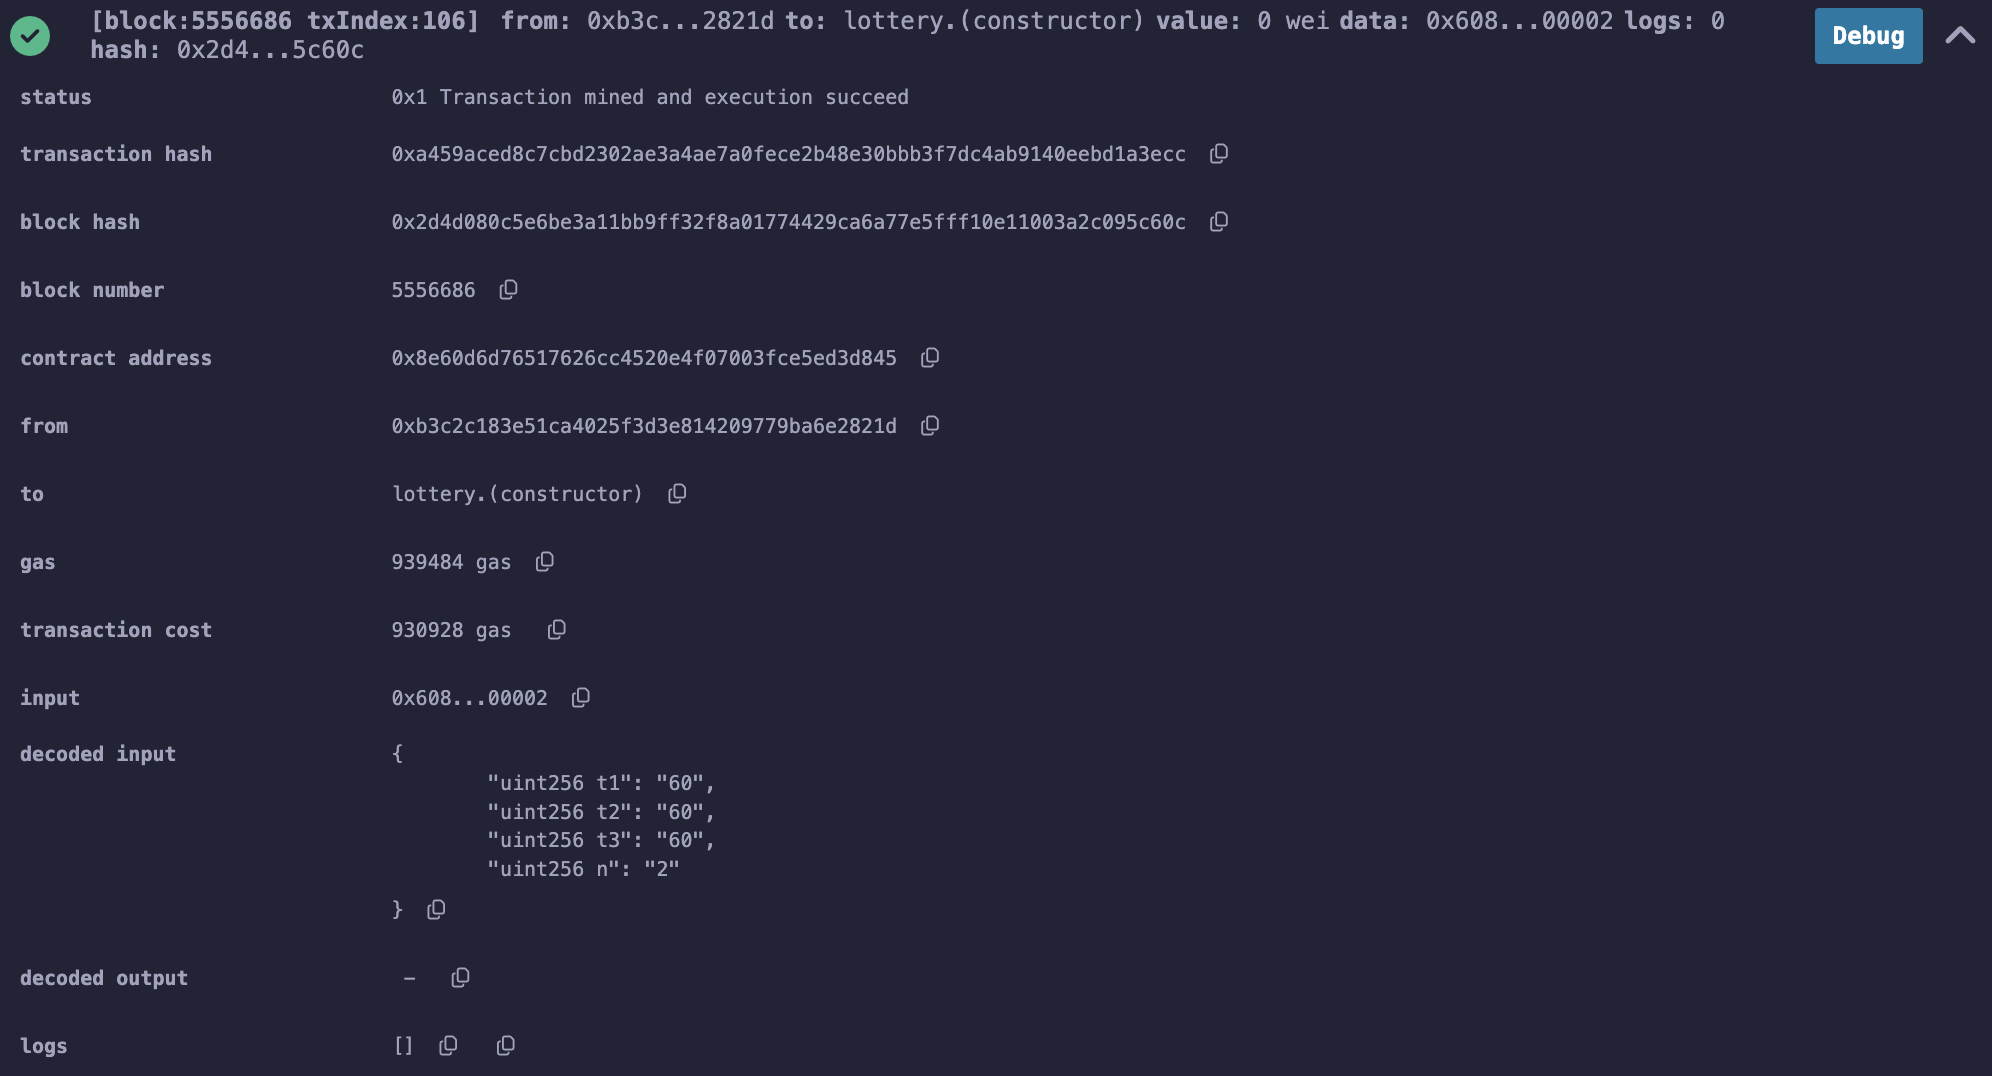 [block:5556686 txIndex:106] from: 0xb3c...2821d to: lottery.(constructor) value: 0 wei data: 0x608...00002 logs: 0
hash: 0x2d4...5c60c
Debug
status 0x1 Transaction mined and execution succeed
transaction hash 0xa459aced8c7cbd2302ae3a4ae7a0fece2b48e30bbb3f7dc4ab9140eebd1a3ecc
block hash 0x2d4d080c5e6be3a11bb9ff32f8a01774429ca6a77e5fff10e11003a2c095c60c
block number 5556686
contract address 0x8e60d6d76517626cc4520e4f07003fce5ed3d845
from 0xb3c2c183e51ca4025f3d3e814209779ba6e2821d
to lottery.(constructor)
gas 939484 gas
transaction cost 930928 gas
input 0x608...00002
decoded input {
"uint256 t1": "60",
"uint256 t2": "60",
"uint256 t3": "60",
"uint256 n": "2"
}
decoded output -
logs []